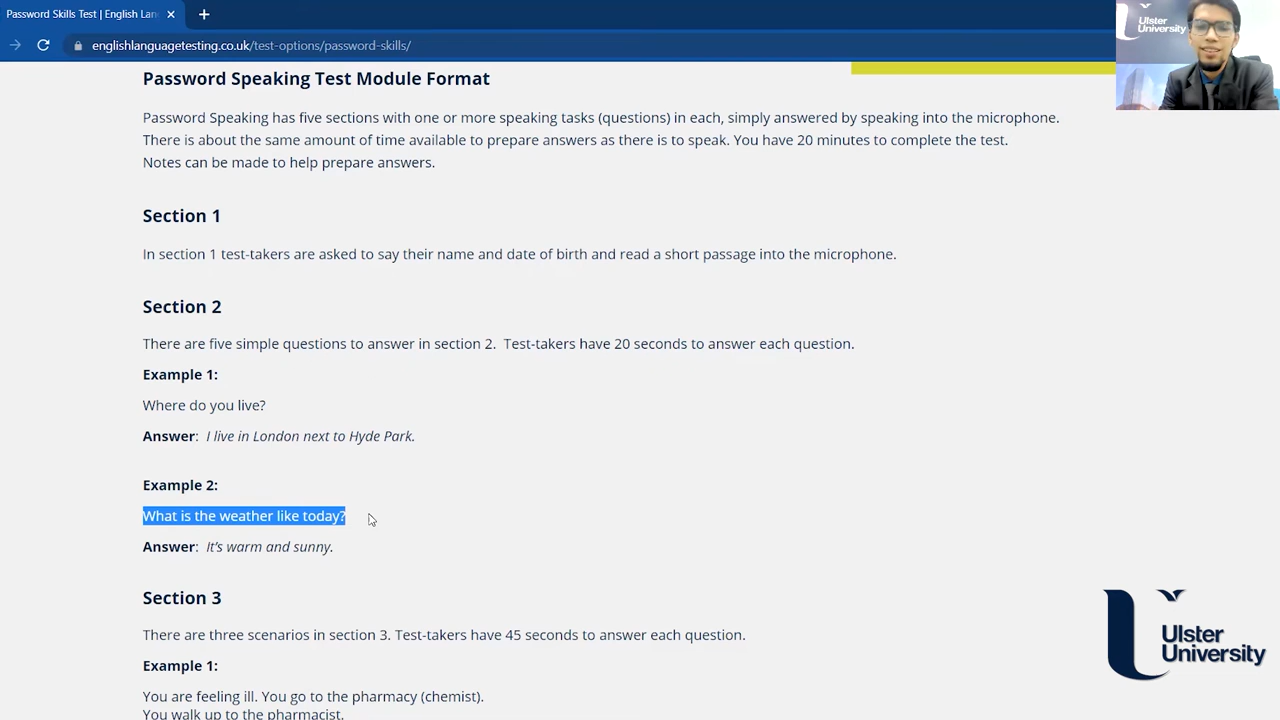 Password Skills Test | English Lan
englishlanguagetesting.co.uk/test-options/password-skills/
Ulster
University
Password Speaking Test Module Format
Password Speaking has five sections with one or more speaking tasks (questions) in each, simply answered by speaking into the microphone.
There is about the same amount of time available to prepare answers as there is to speak. You have 20 minutes to complete the test.
Notes can be made to help prepare answers.
Section 1
In section 1 test-takers are asked to say their name and date of birth and read a short passage into the microphone.
Section 2
There are five simple questions to answer in section 2.  Test-takers have 20 seconds to answer each question.
Example 1:
Where do you live?
Answer:  I live in London next to Hyde Park.
Example 2:
What is the weather like today?
Answer:  It's warm and sunny.
Section 3
There are three scenarios in section 3. Test-takers have 45 seconds to answer each question.
Example 1:
You are feeling ill. You go to the pharmacy (chemist).
You walk up to the pharmacist.
Ulster
University